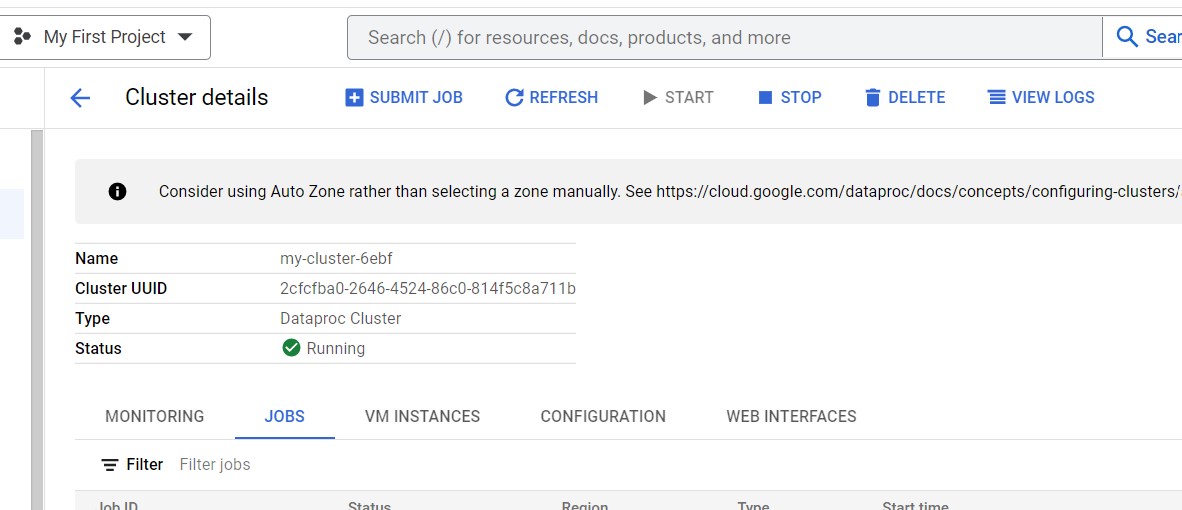 My First Project
Search (/) for resources, docs, products, and more
Sear
Cluster details
SUBMIT JOB
REFRESH
START
STOP
DELETE
VIEW LOGS
Consider using Auto Zone rather than selecting a zone manually. See https://cloud.google.com/dataproc/docs/concepts/configuring-clusters/
Name my-cluster-6ebf
Cluster UUID 2cfcfba0-2646-4524-86c0-814f5c8a711b
Type Dataproc Cluster
Status Running
MONITORING JOBS VM INSTANCES CONFIGURATION WEB INTERFACES
Filter Filter jobs
Job ID Status Region Type Start time